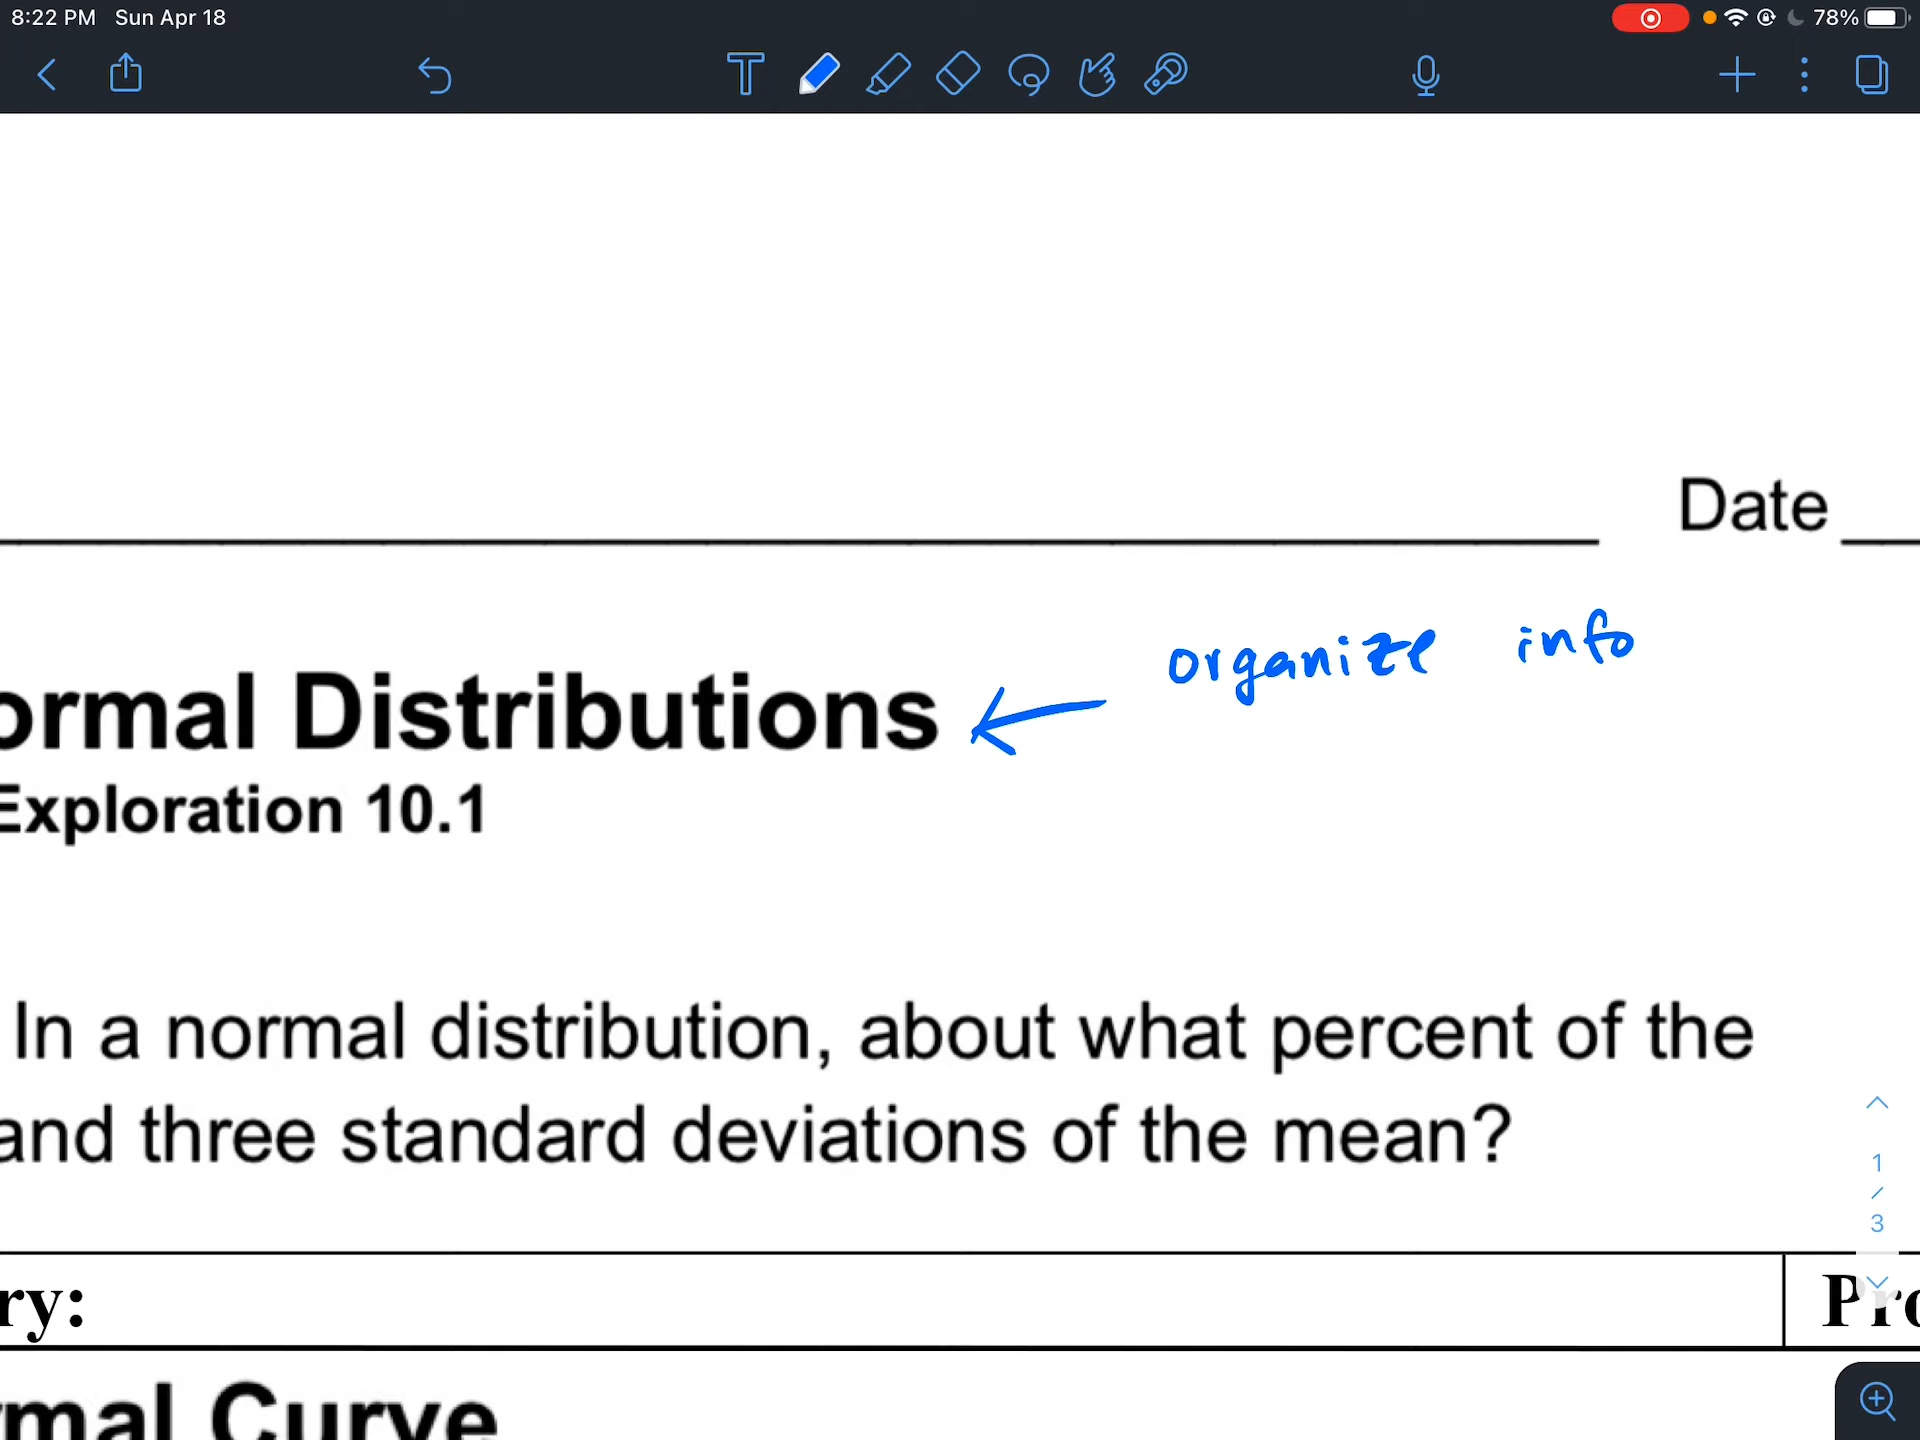 8:22 PM Sun Apr 18
78%
T
Date
organize info
ormal Distributions
Exploration 10.1
In a normal distribution, about what percent of the
and three standard deviations of the mean?
1
/
3
ry:
Pro
mal Curve